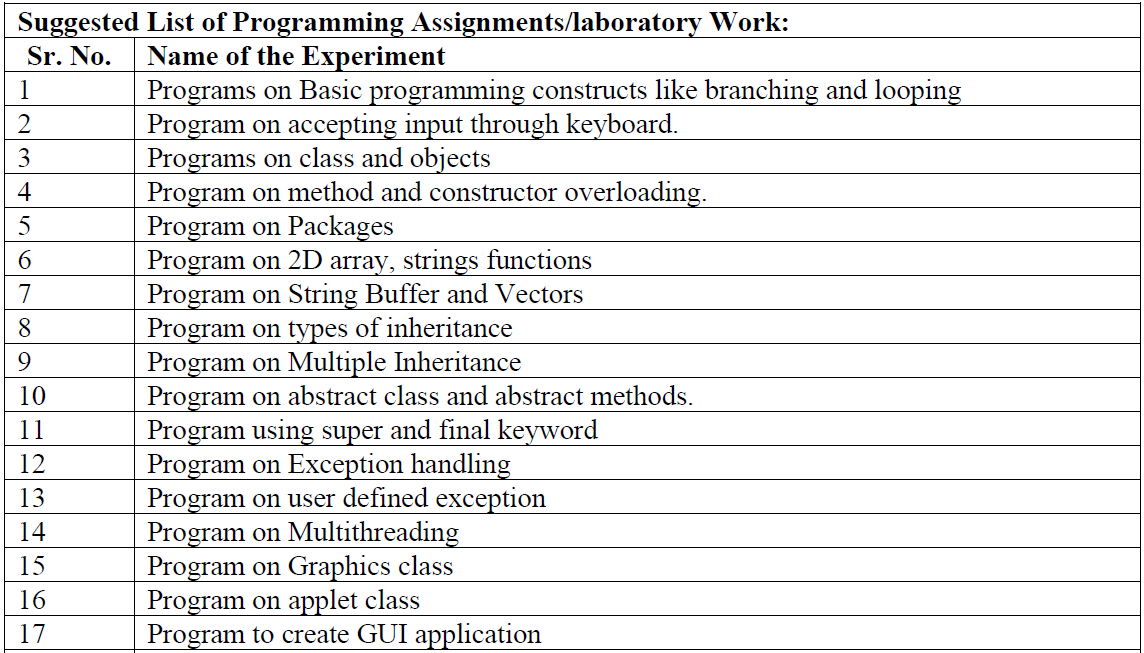 Suggested List of Programming Assignments/laboratory Work:
Sr. No. Name of the Experiment
1 Programs on Basic programming constructs like branching and looping
2 Program on accepting input through keyboard.
3 Programs on class and objects
4 Program on method and constructor overloading.
5 Program on Packages
6 Program on 2D array, strings functions
7 Program on String Buffer and Vectors
8 Program on types of inheritance
9 Program on Multiple Inheritance
10 Program on abstract class and abstract methods.
11 Program using super and final keyword
12 Program on Exception handling
13 Program on user defined exception
14 Program on Multithreading
15 Program on Graphics class
16 Program on applet class
17 Program to create GUI application